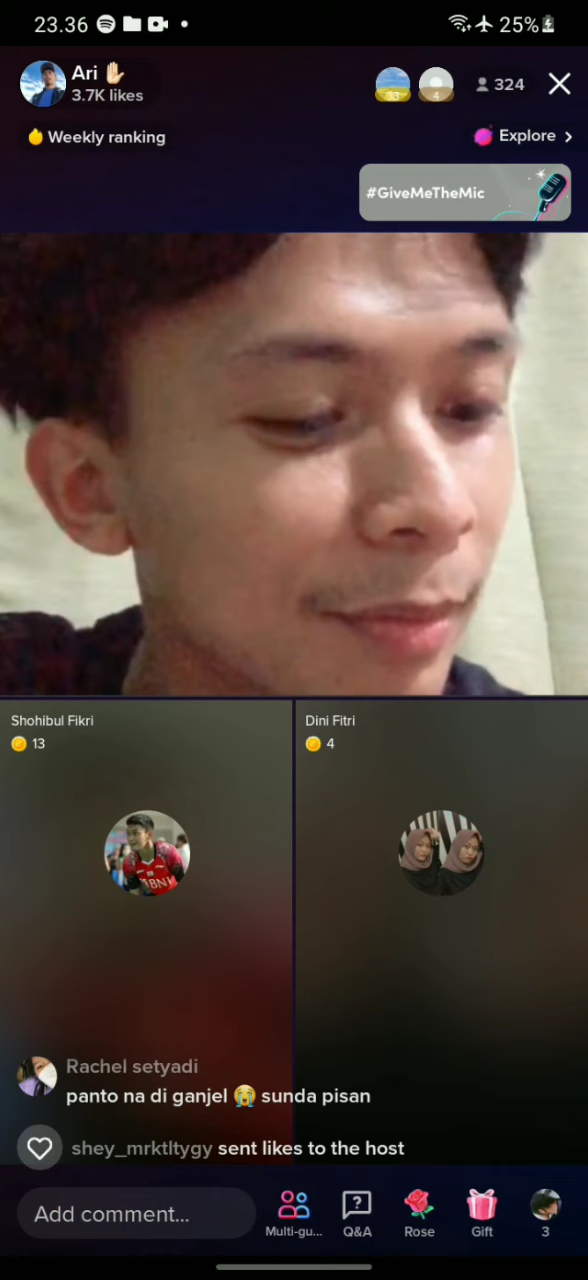 23.36
25%
Ari ✋🏻
3.7K likes
33
4
324
Weekly ranking
Explore >
#GiveMeTheMic
Shohibul Fikri
13
Dini Fitri
4
BNI
Rachel setyadi
panto na di ganjel 😭 sunda pisan
shey_mrktltygy sent likes to the host
Add comment...
Multi-gu...
Q&A
Rose
Gift
3